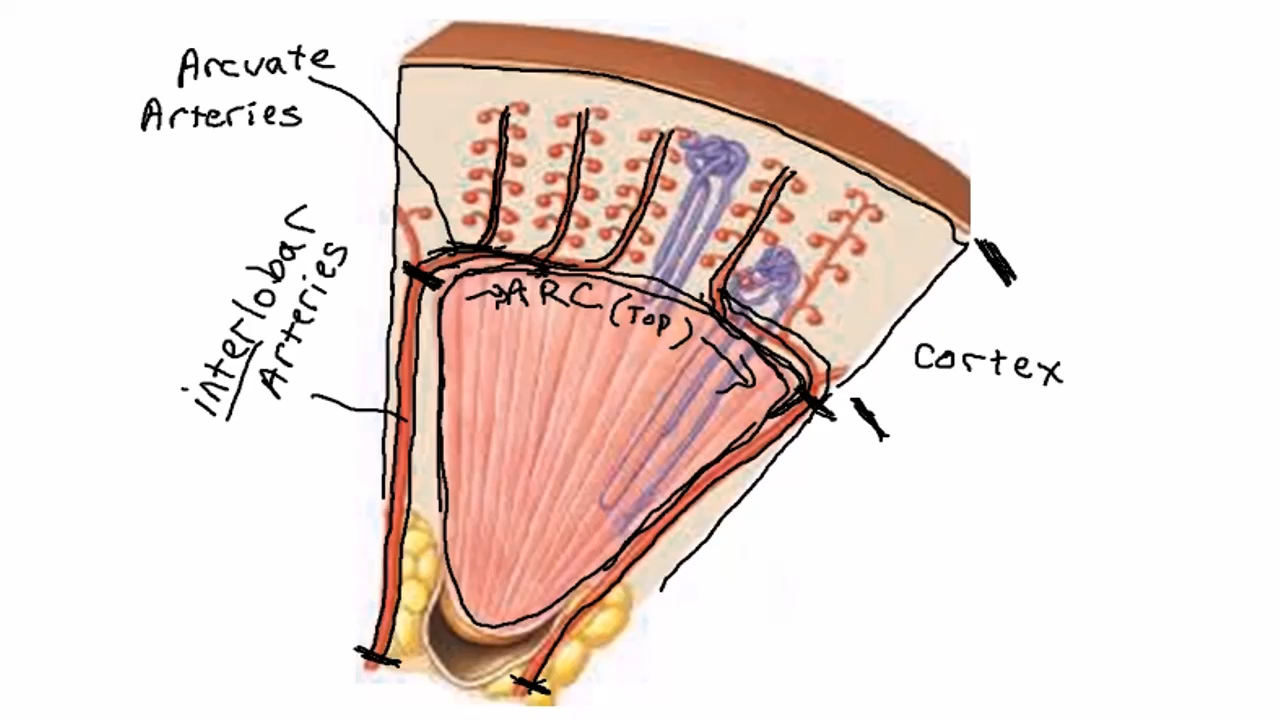 Arcuate
Arteries
interlobar
Arteries
→ARC (Top)
Cortex